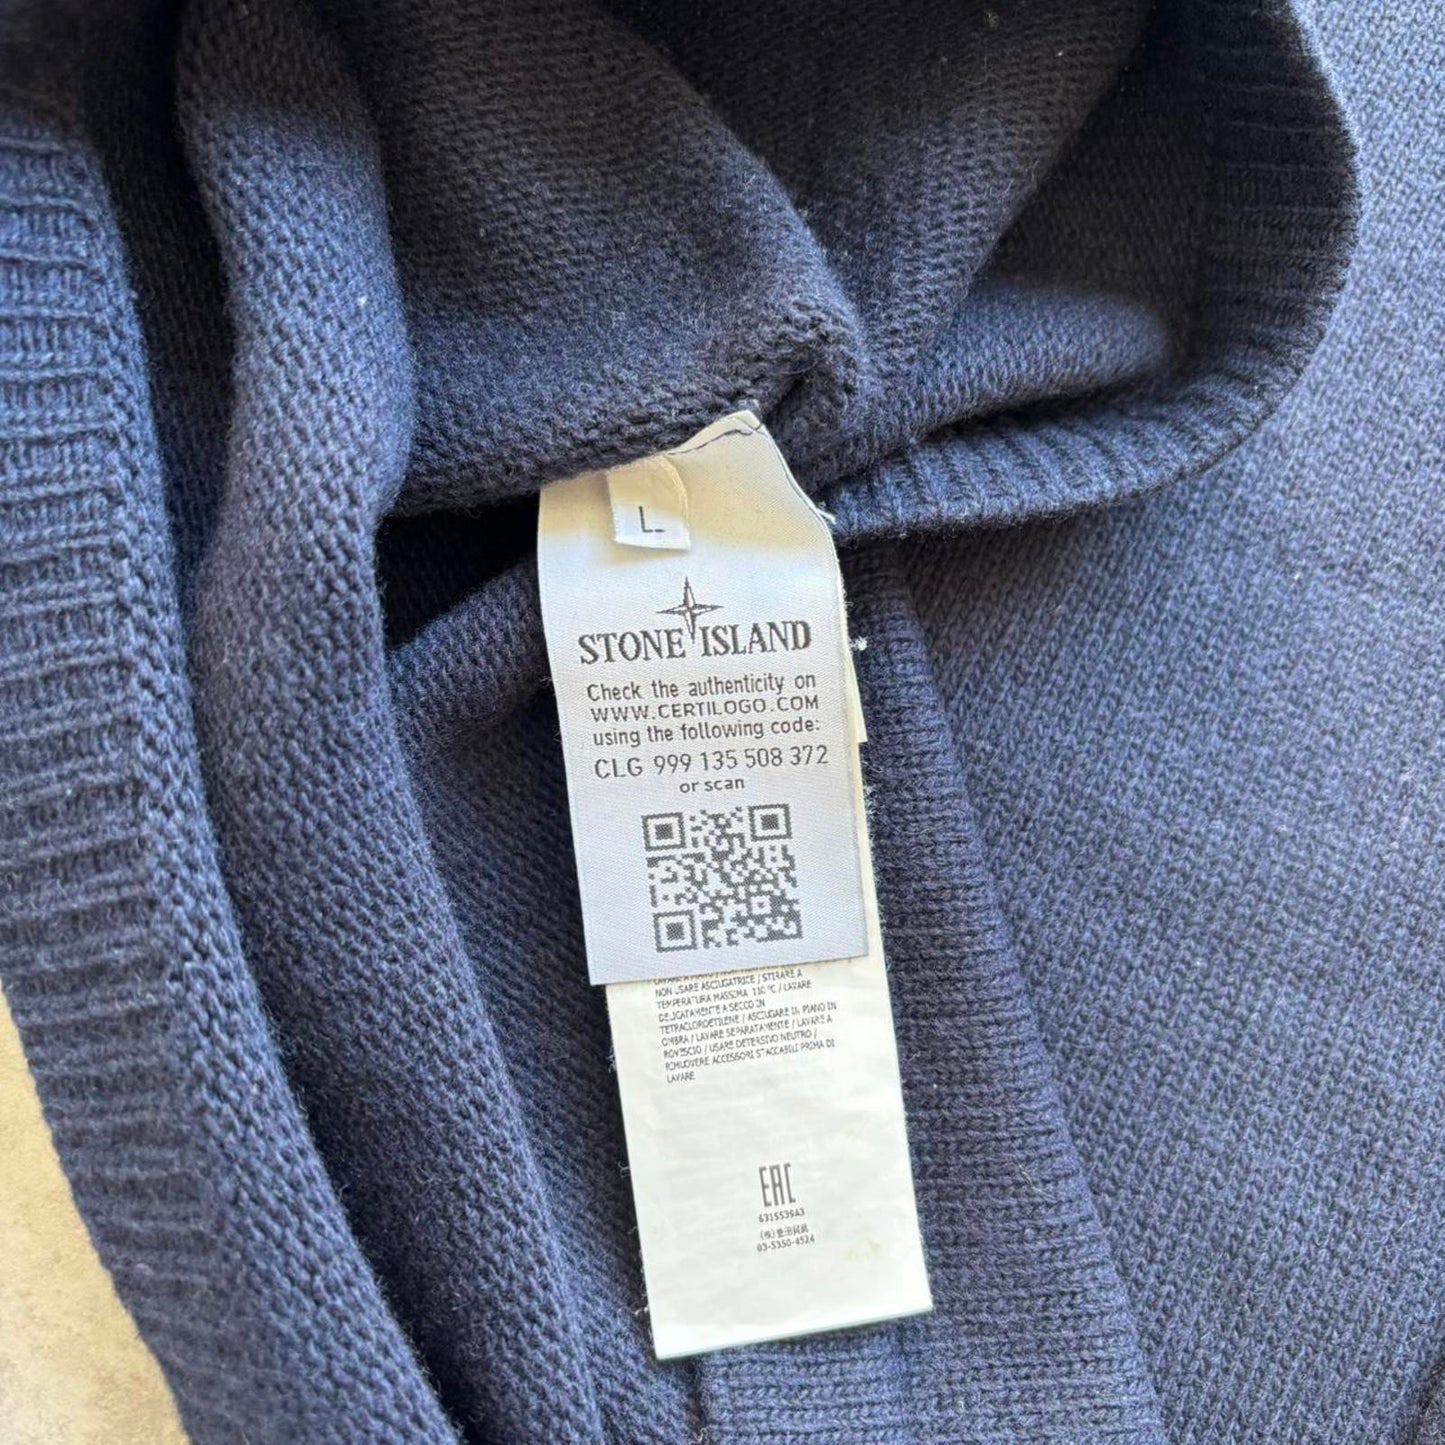 L
STONE ISLAND
Check the authenticity on
WWW.CERTILOGO.COM
using the following code:
CLG 999 135 508 372
or scan
NON USARE ASCIUGATRICE / STIRARE A
TEMPERATURA MASSIMA 110 °C / LAVARE
DELICATAMENTE A SECCO IN
TETRACLOROETILENE / ASCIUGARE IN PIANO IN
OMBRA / LAVARE SEPARATAMENTE / LAVARE A
ROVESCIO / USARE DETERSIVO NEUTRO /
RIMUOVERE ACCESSORI STACCABILI PRIMA DI
LAVARE
EAC
6315539A3
03-5350-4524